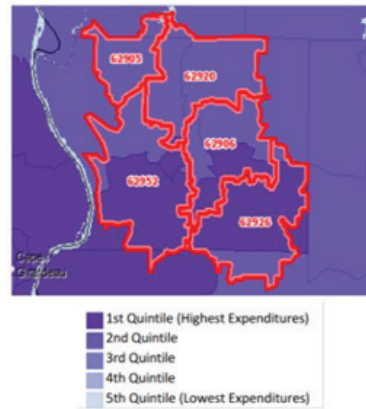 62905
62920
62906
62952
62926
Cape
Girardeau
1st Quintile (Highest Expenditures)
2nd Quintile
3rd Quintile
4th Quintile
5th Quintile (Lowest Expenditures)